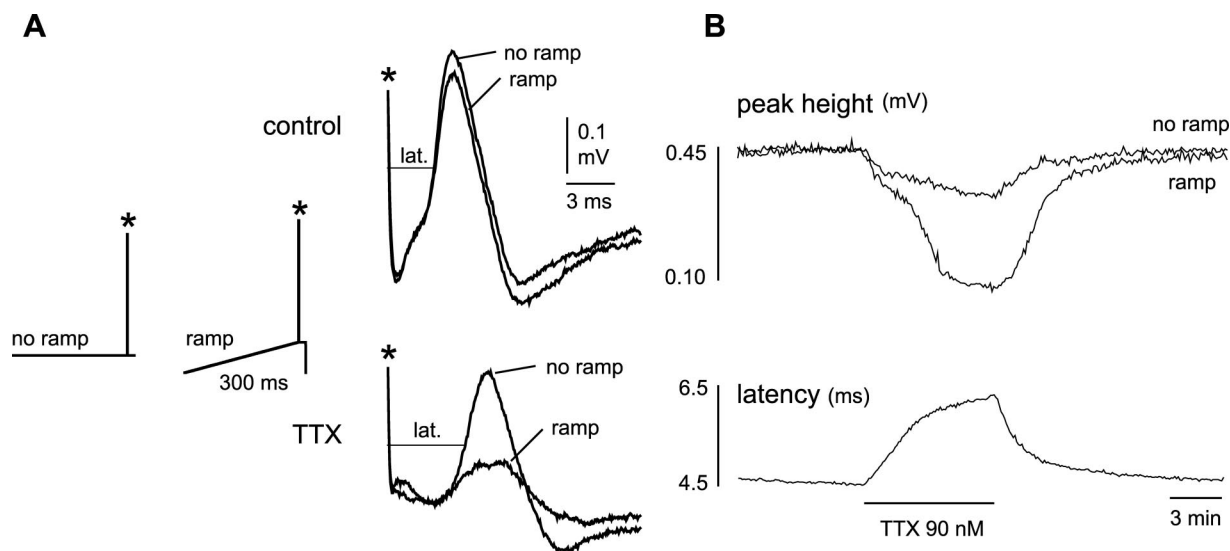 A
B
*
no ramp
ramp
control
lat.
0.1
mV
3 ms
*
no ramp
*
ramp
300 ms
*
no ramp
ramp
lat.
TTX
peak height (mV)
no ramp
ramp
0.45
0.10
6.5
latency (ms)
4.5
TTX 90 nM
3 min